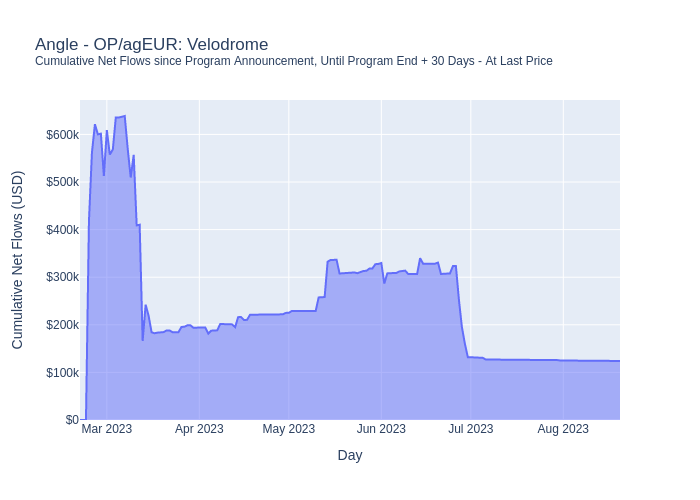 Angle - OP/agEUR: Velodrome
Cumulative Net Flows since Program Announcement, Until Program End + 30 Days - At Last Price
Cumulative Net Flows (USD)
$600k
$500k
$400k
$300k
$200k
$100k
$0
Mar 2023
Apr 2023
May 2023
Jun 2023
Jul 2023
Aug 2023
Day